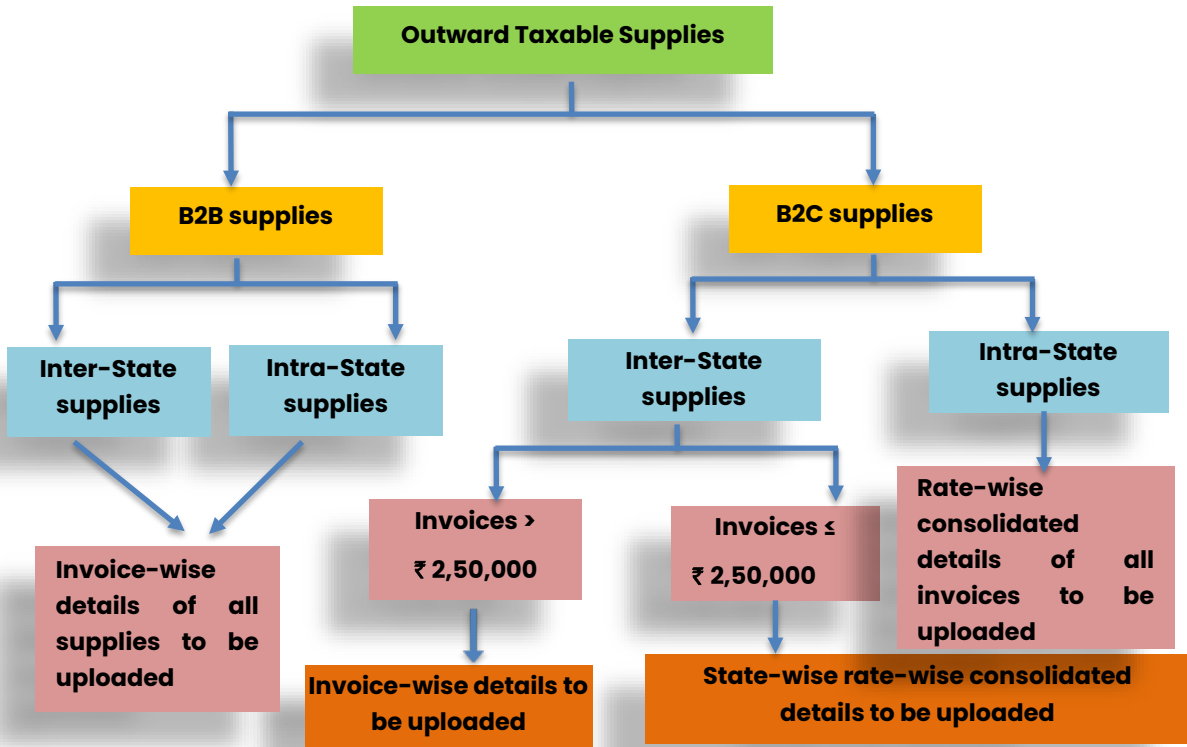 Outward Taxable Supplies
B2B supplies
B2C supplies
Inter-State
supplies
Intra-State
supplies
Inter-State
supplies
Intra-State
supplies
Invoice-wise
details of all
supplies to be
uploaded
Invoices >
₹ 2,50,000
Invoices ≤
₹ 2,50,000
Rate-wise
consolidated
details of all
invoices to be
uploaded
Invoice-wise details to
be uploaded
State-wise rate-wise consolidated
details to be uploaded